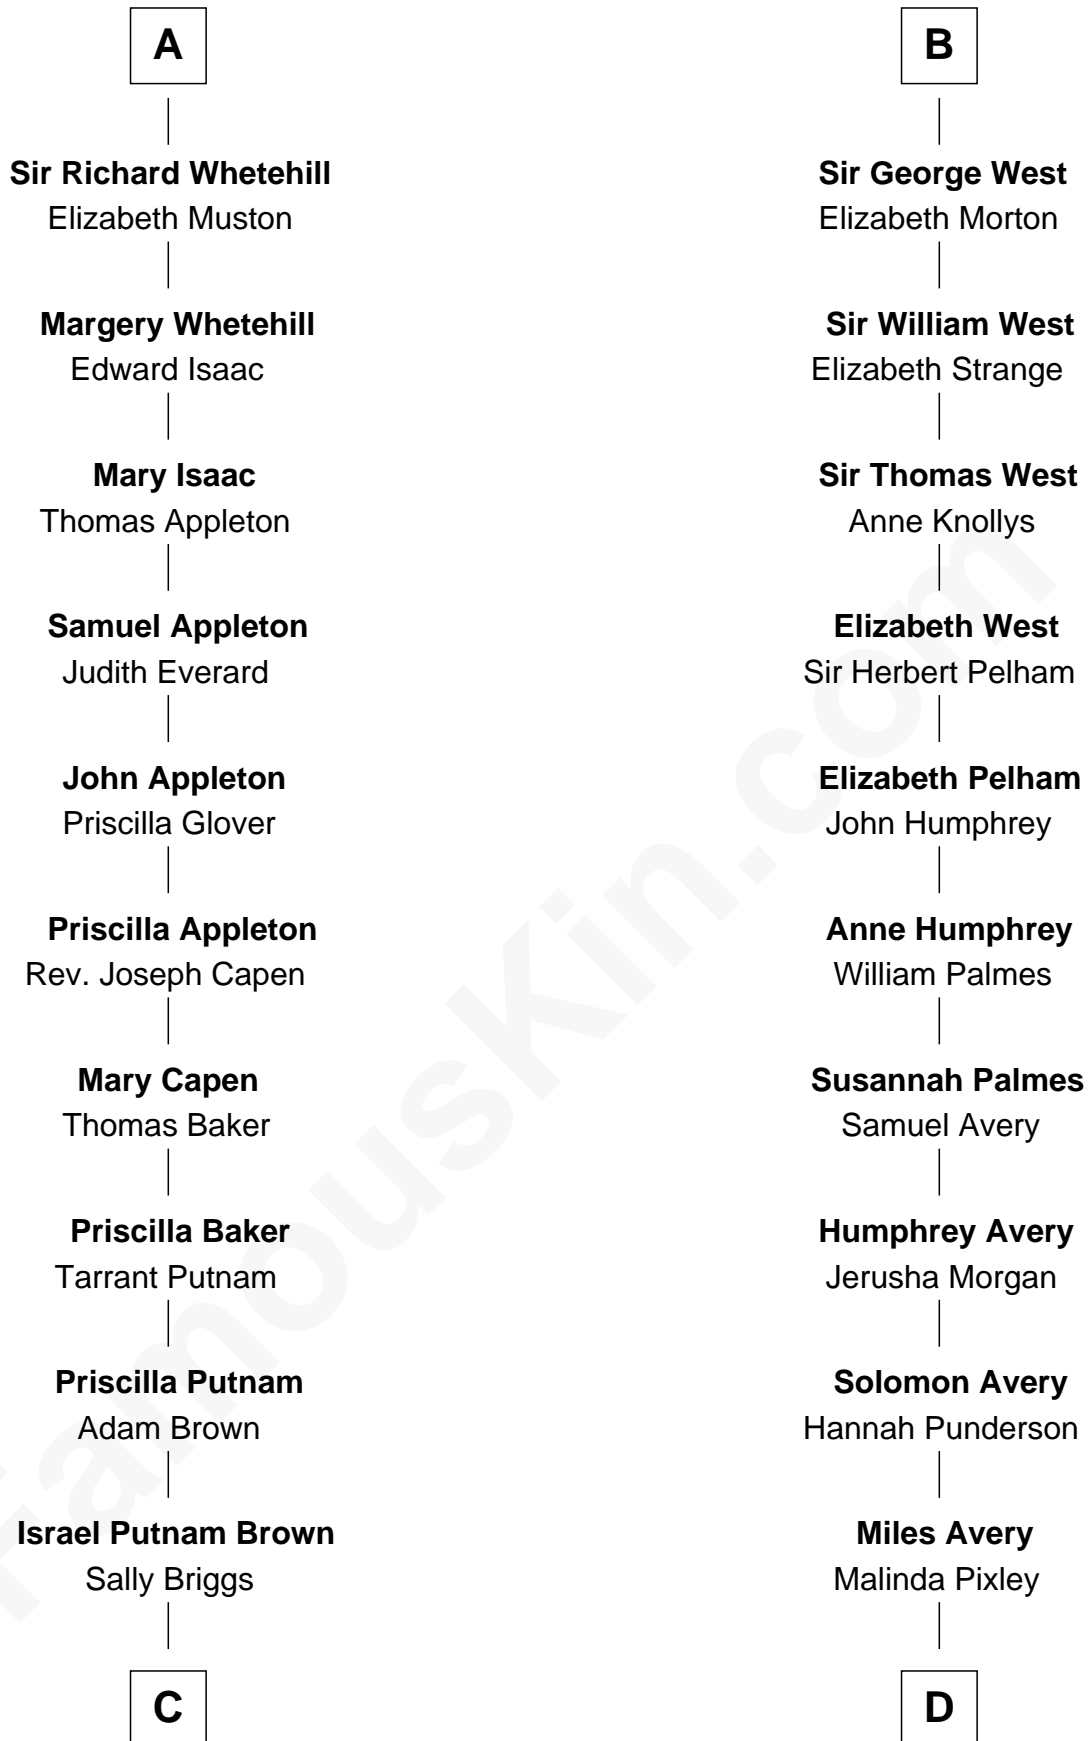 A
Sir Richard Whetehill
Elizabeth Muston
Margery Whetehill
Edward Isaac
Mary Isaac
Thomas Appleton
Samuel Appleton
Judith Everard
John Appleton
Priscilla Glover
Priscilla Appleton
Rev. Joseph Capen
Mary Capen
Thomas Baker
Priscilla Baker
Tarrant Putnam
Priscilla Putnam
Adam Brown
Israel Putnam Brown
Sally Briggs
C
B
Sir George West
Elizabeth Morton
Sir William West
Elizabeth Strange
Sir Thomas West
Anne Knollys
Elizabeth West
Sir Herbert Pelham
Elizabeth Pelham
John Humphrey
Anne Humphrey
William Palmes
Susannah Palmes
Samuel Avery
Humphrey Avery
Jerusha Morgan
Solomon Avery
Hannah Punderson
Miles Avery
Malinda Pixley
D
FamousKin.com